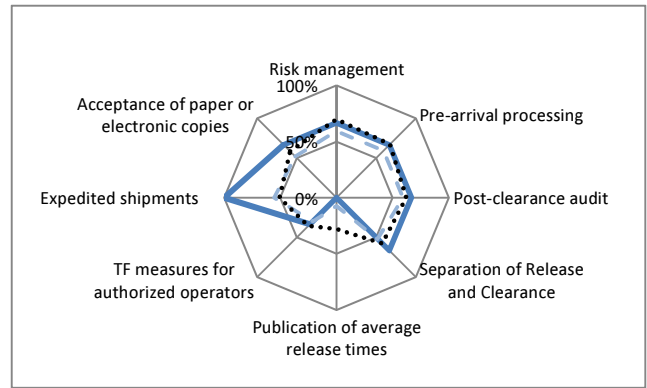 Risk management
100%
Acceptance of paper or
electronic copies
Pre-arrival processing
50%
Expedited shipments
0%
Post-clearance audit
TF measures for
authorized operators
Separation of Release
and Clearance
Publication of average
release times